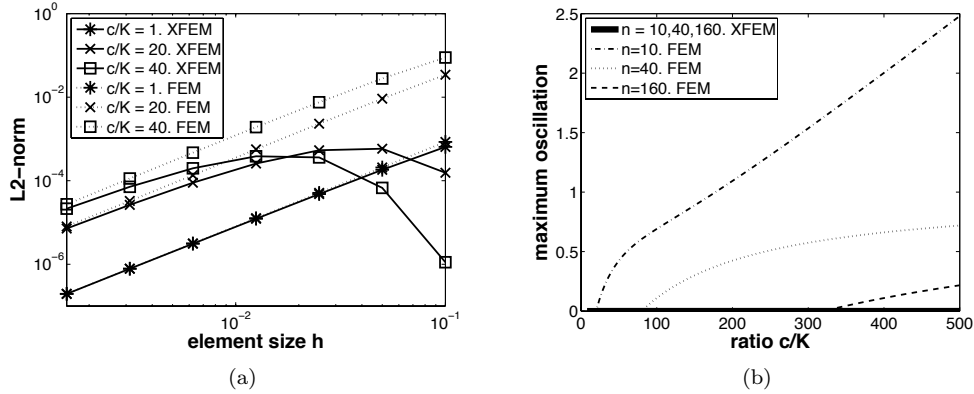 10^0
10^-2
10^-4
10^-6
L2-norm
c/K = 1. XFEM
c/K = 20. XFEM
c/K = 40. XFEM
c/K = 1. FEM
c/K = 20. FEM
c/K = 40. FEM
10^-2
10^-1
element size h
(a)
2.5
2
1.5
1
0.5
0
maximum oscillation
n = 10,40,160. XFEM
n=10. FEM
n=40. FEM
n=160. FEM
0
100
200
300
400
500
ratio c/K
(b)